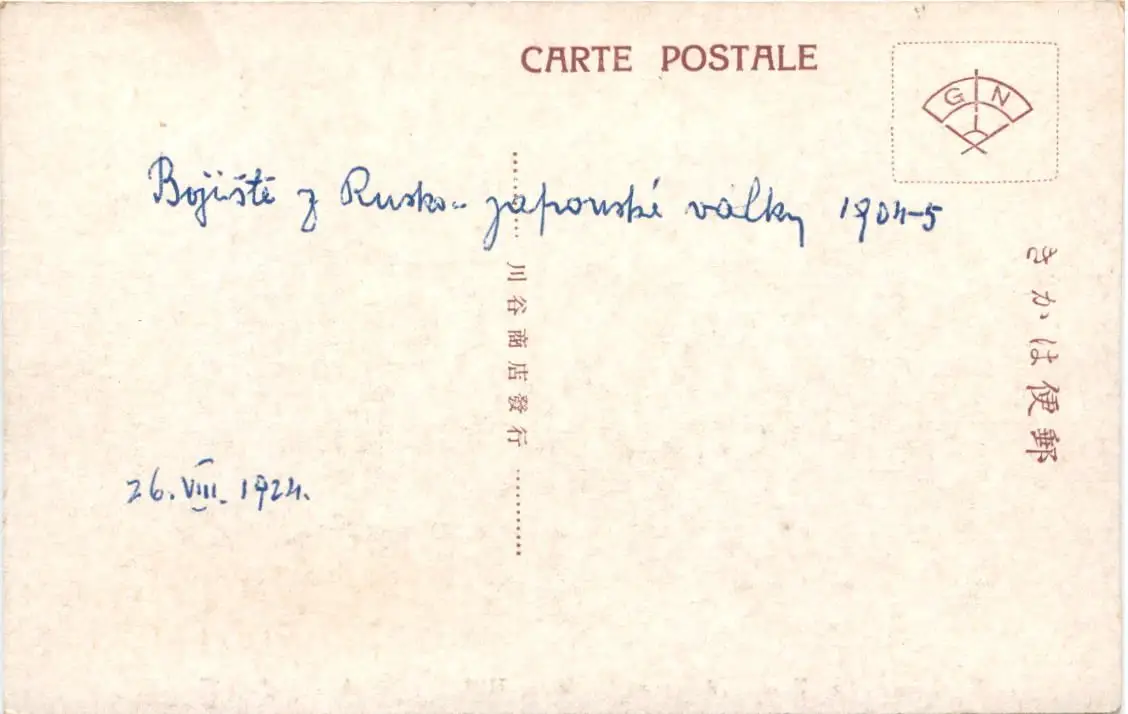 CARTE POSTALE
G N
Bojiště z Rusko-japonské války 1904-5
川谷商店發行
きかは便郵
26. VIII. 1924.